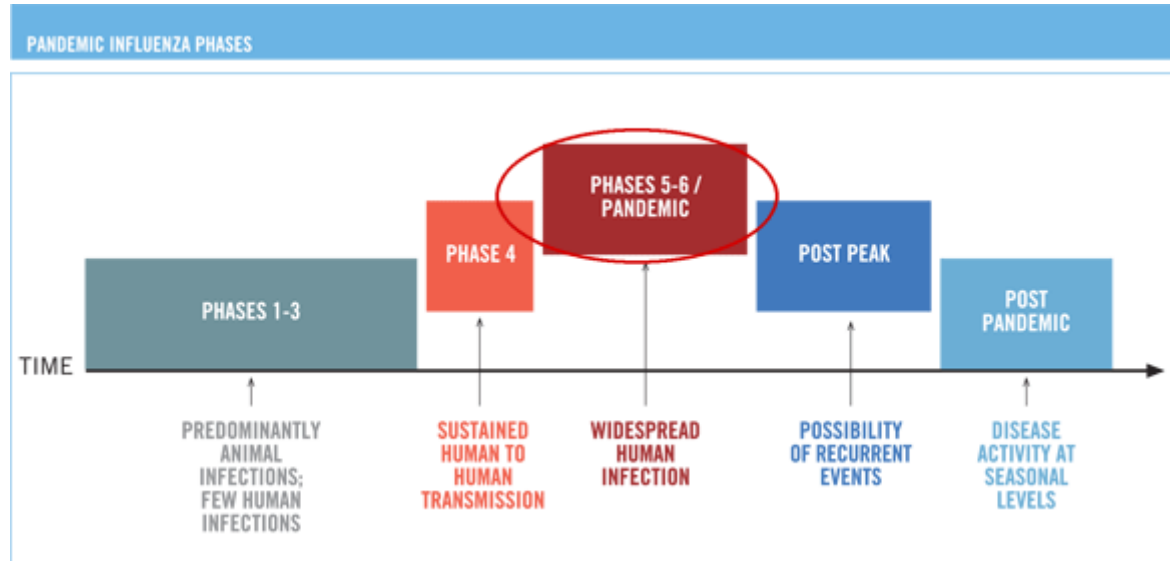 PANDEMIC INFLUENZA PHASES
PHASES 5-6 /
PANDEMIC
PHASE 4
POST PEAK
PHASES 1-3
POST
PANDEMIC
TIME
PREDOMINANTLY
ANIMAL
INFECTIONS;
FEW HUMAN
INFECTIONS
SUSTAINED
HUMAN TO
HUMAN
TRANSMISSION
WIDESPREAD
HUMAN
INFECTION
POSSIBILITY
OF RECURRENT
EVENTS
DISEASE
ACTIVITY AT
SEASONAL
LEVELS